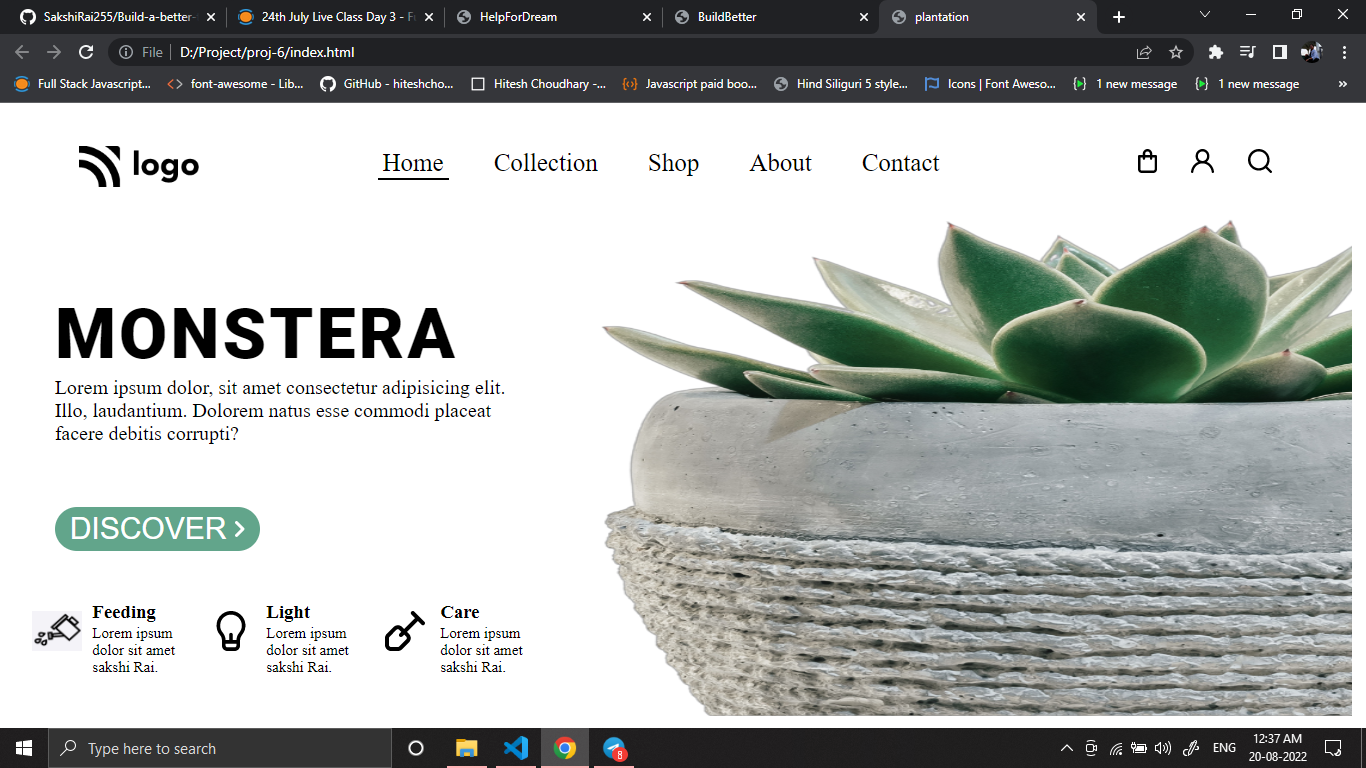 SakshiRai255/Build-a-better-
24th July Live Class Day 3 - F
HelpForDream
BuildBetter
plantation
File
D:/Project/proj-6/index.html
Full Stack Javascript...
font-awesome - Lib...
GitHub - hiteshcho...
Hitesh Choudhary -...
Javascript paid boo...
Hind Siliguri 5 style...
Icons | Font Aweso...
1 new message
1 new message
logo
Home
Collection
Shop
About
Contact
MONSTERA
Lorem ipsum dolor, sit amet consectetur adipisicing elit.
Illo, laudantium. Dolorem natus esse commodi placeat
facere debitis corrupti?
DISCOVER
Feeding
Lorem ipsum
dolor sit amet
sakshi Rai.
Light
Lorem ipsum
dolor sit amet
sakshi Rai.
Care
Lorem ipsum
dolor sit amet
sakshi Rai.
Type here to search
8
ENG
12:37 AM
20-08-2022